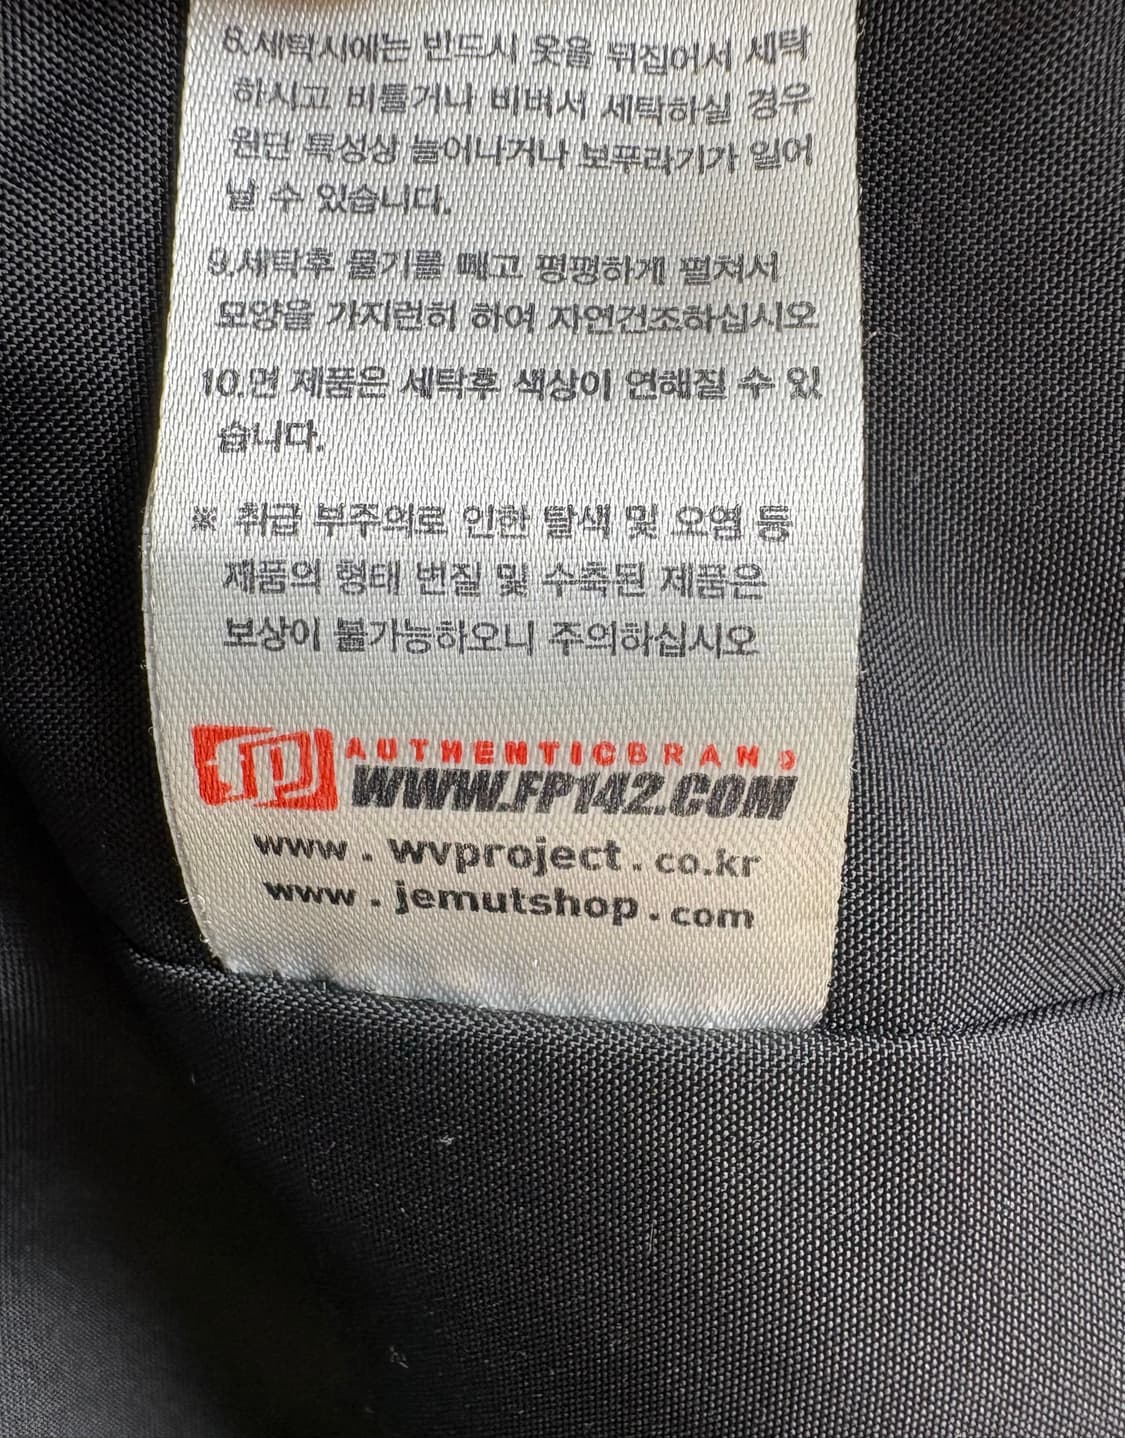 8.세탁시에는 반드시 옷을 뒤집어서 세탁
하시고 비틀거나 비벼서 세탁하실 경우
원단 특성상 늘어나거나 보푸라기가 일어
날 수 있습니다.
9.세탁후 물기를 빼고 평평하게 펼쳐서
모양을 가지런히 하여 자연건조하십시오
10.면 제품은 세탁후 색상이 연해질 수 있
습니다.
※ 취급 부주의로 인한 탈색 및 오염 등
제품의 형태 변질 및 수축된 제품은
보상이 불가능하오니 주의하십시오
fp AUTHENTICBRAND
WWW.FP142.COM
www . wvproject . co.kr
www . jemutshop . com